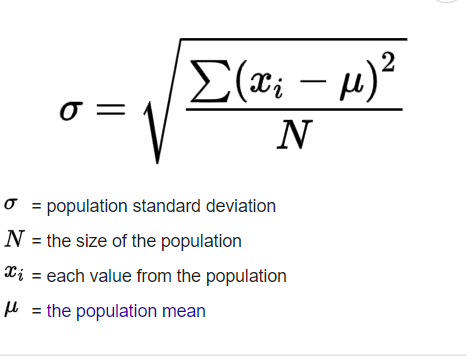 σ = √(∑(xᵢ − μ)² / N)
σ = population standard deviation
N = the size of the population
xᵢ = each value from the population
μ = the population mean